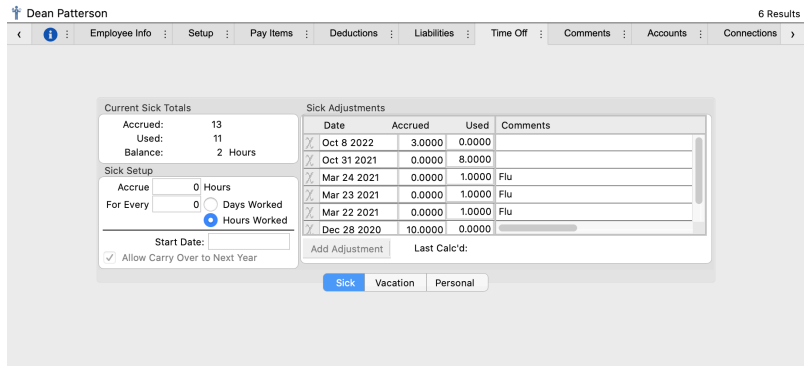 Dean Patterson
6 Results
‹ i ⋮ Employee Info ⋮ Setup ⋮ Pay Items ⋮ Deductions ⋮ Liabilities ⋮ Time Off ⋮ Comments ⋮ Accounts ⋮ Connections ›
Current Sick Totals
Accrued: 13
Used: 11
Balance: 2 Hours
Sick Setup
Accrue 0 Hours
For Every 0 Days Worked
Hours Worked
Start Date:
Allow Carry Over to Next Year
Sick Adjustments
Date Accrued Used Comments
Oct 8 2022 3.0000 0.0000
Oct 31 2021 0.0000 8.0000
Mar 24 2021 0.0000 1.0000 Flu
Mar 23 2021 0.0000 1.0000 Flu
Mar 22 2021 0.0000 1.0000 Flu
Dec 28 2020 10.0000 0.0000
Add Adjustment Last Calc'd:
Sick Vacation Personal